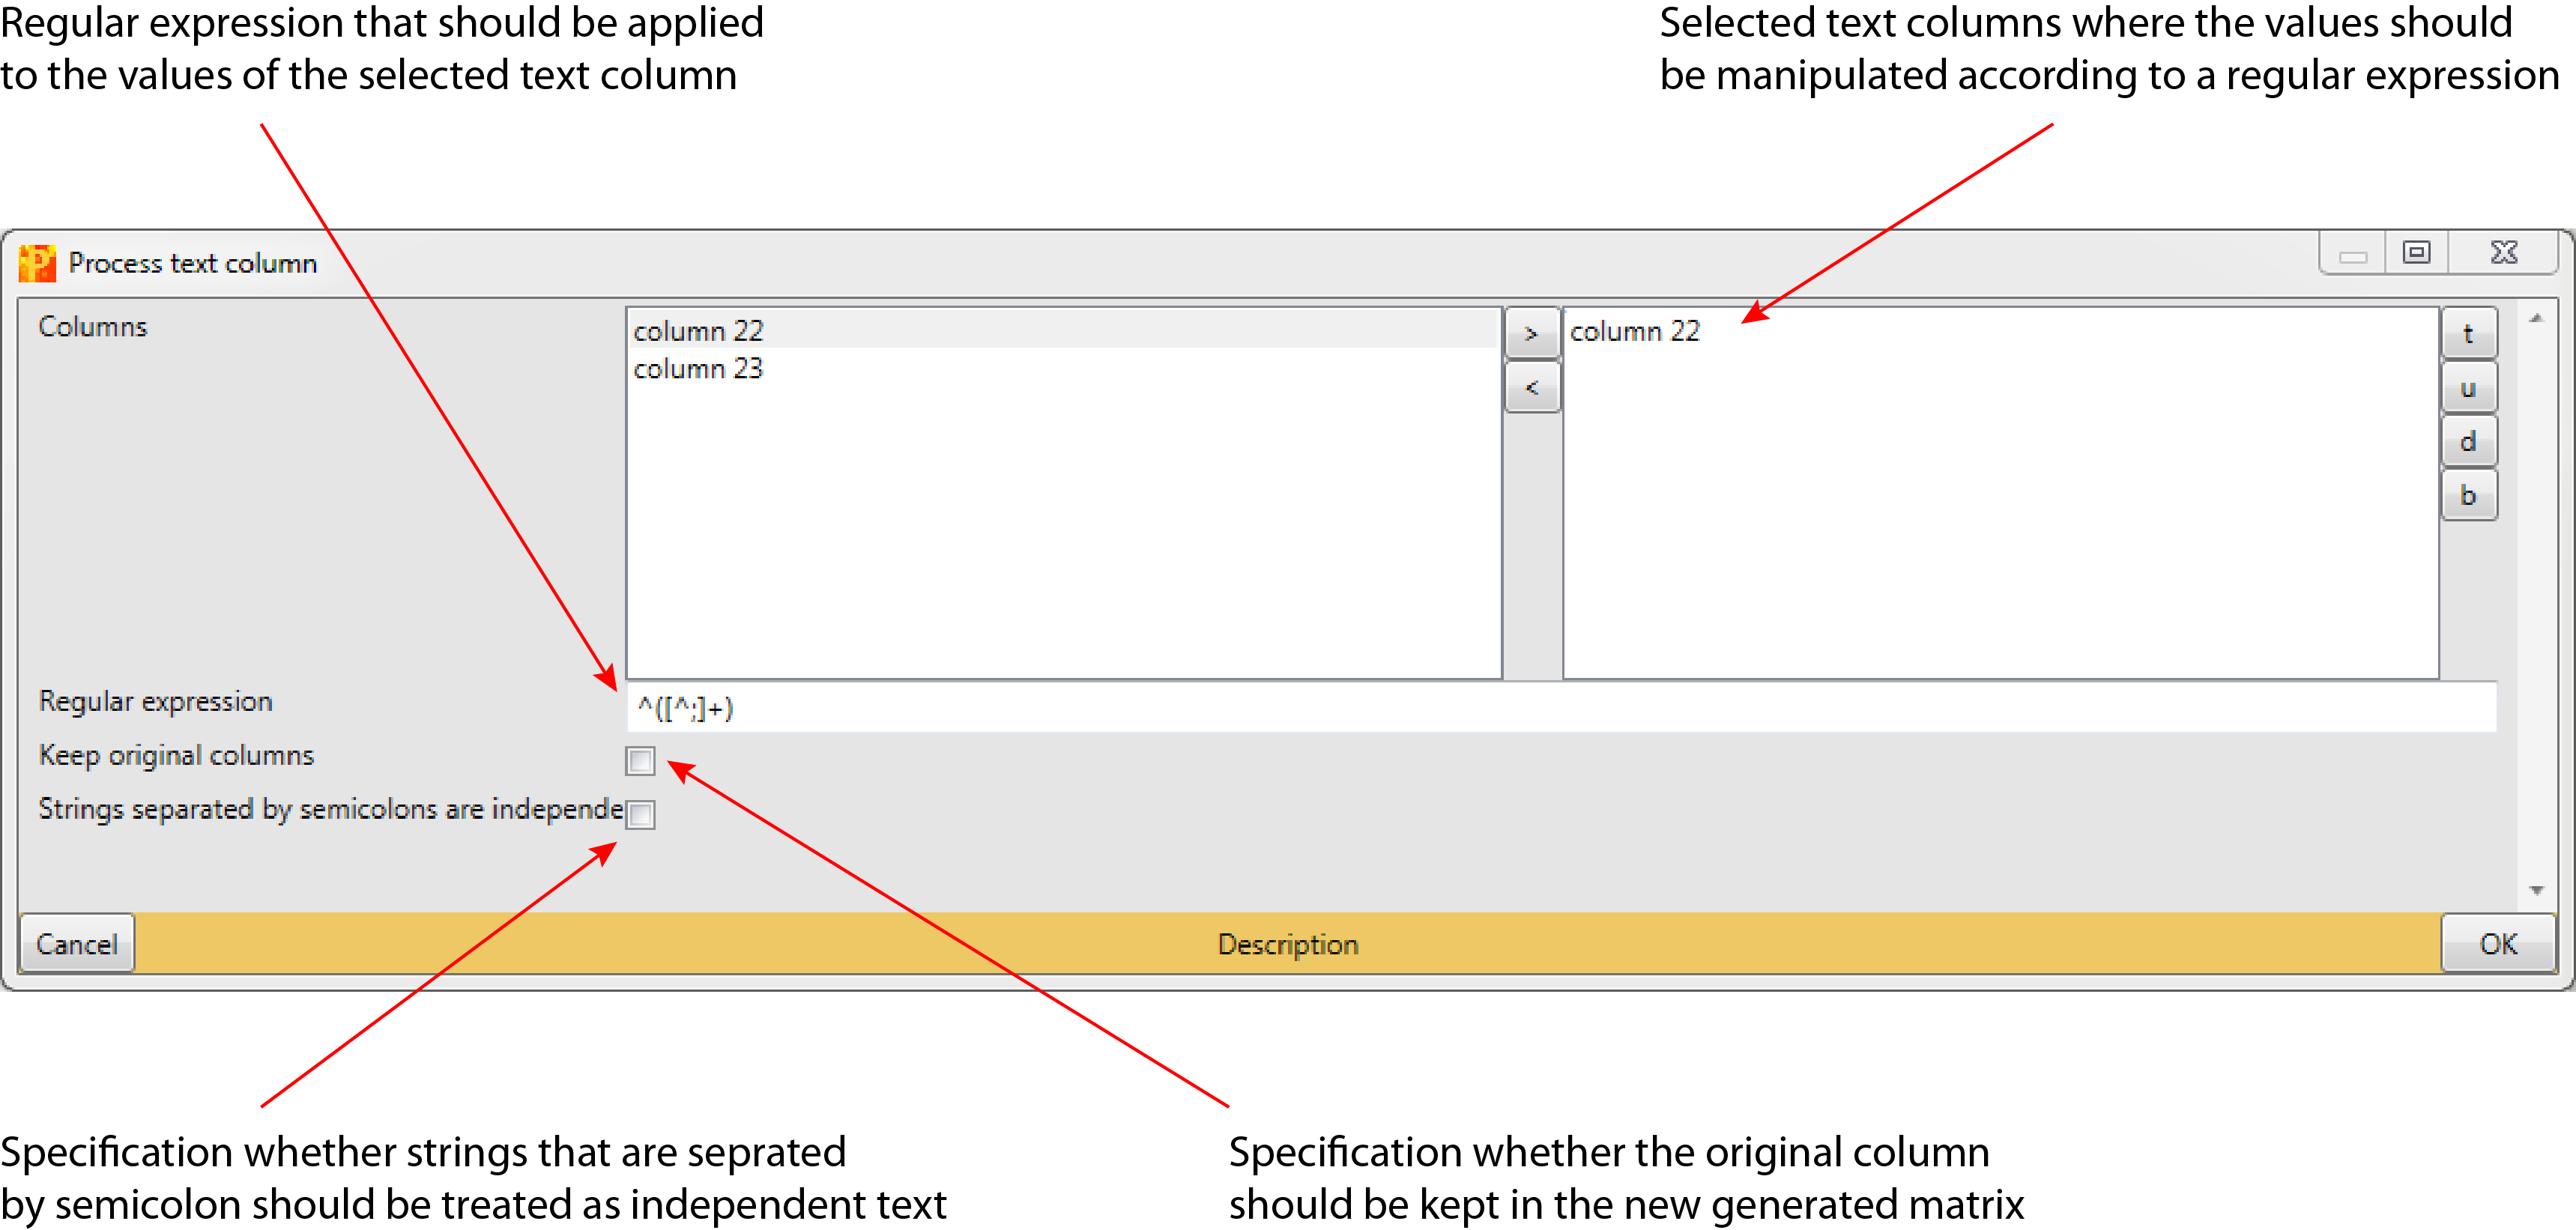 Regular expression that should be applied
to the values of the selected text column
Selected text columns where the values should
be manipulated according to a regular expression
Process text column
Columns
column 22
column 23
>
<
column 22
t
u
d
b
Regular expression
^([^;]+)
Keep original columns
Strings separated by semicolons are independe
Cancel
Description
OK
Specification whether strings that are seprated
by semicolon should be treated as independent text
Specification whether the original column
should be kept in the new generated matrix